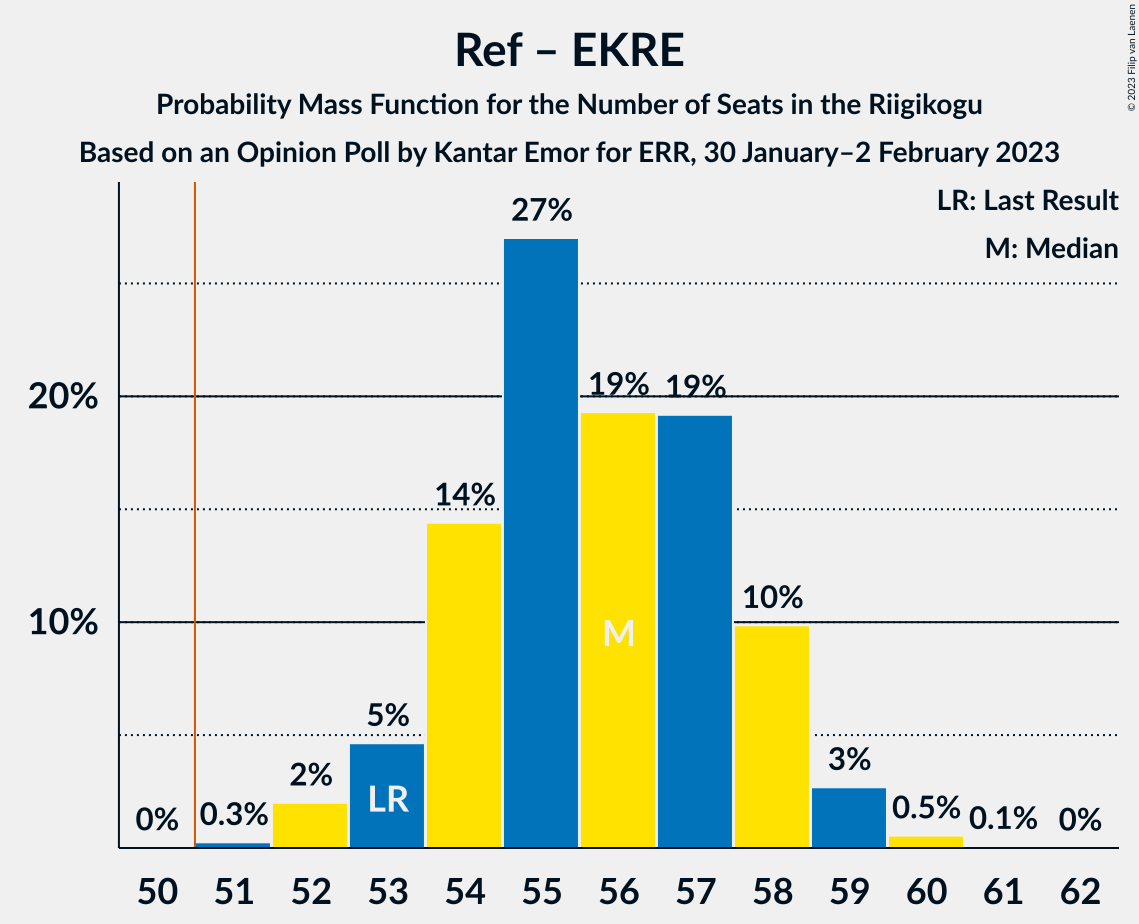 Ref – EKRE
Probability Mass Function for the Number of Seats in the Riigikogu
Based on an Opinion Poll by Kantar Emor for ERR, 30 January–2 February 2023
© 2023 Filip van Laenen
LR: Last Result
M: Median
20%
10%
0%
0.3%
2%
5%
14%
27%
19%
19%
10%
3%
0.5%
0.1%
0%
LR
M
50 51 52 53 54 55 56 57 58 59 60 61 62